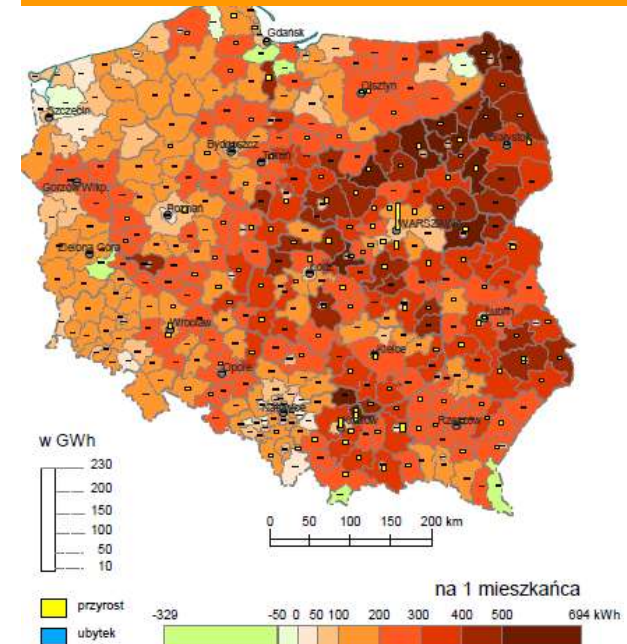 Gdańsk
Olsztyn
Szczecin
Białystok
Bydgoszcz
Toruń
Gorzów Wlkp.
Poznań
WARSZAWA
Zielona Góra
Łódź
Wrocław
Lublin
Kielce
Opole
Katowice
Kraków
Rzeszów
w GWh
230
200
150
100
50
10
0 50 100 150 200 km
na 1 mieszkańca
przyrost
-329 -50 0 50 100 200 300 400 500 694 kWh
ubytek